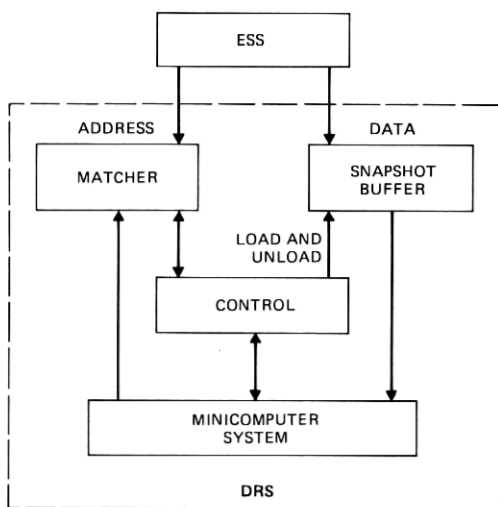 ESS
ADDRESS
DATA
MATCHER
SNAPSHOT
BUFFER
LOAD AND
UNLOAD
CONTROL
MINICOMPUTER
SYSTEM
DRS